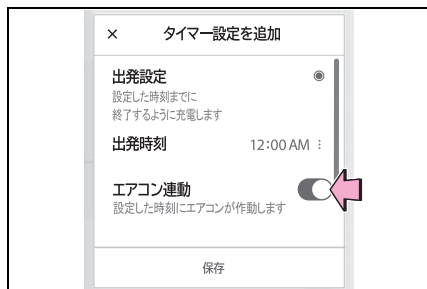 × タイマー設定を追加
出発設定
設定した時刻までに
終了するように充電します
出発時刻 12:00 AM
エアコン連動
設定した時刻にエアコンが作動します
保存